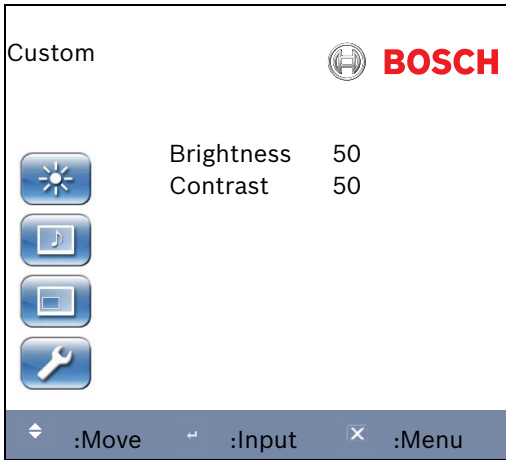 Custom
BOSCH
Brightness 50
Contrast 50
:Move :Input :Menu